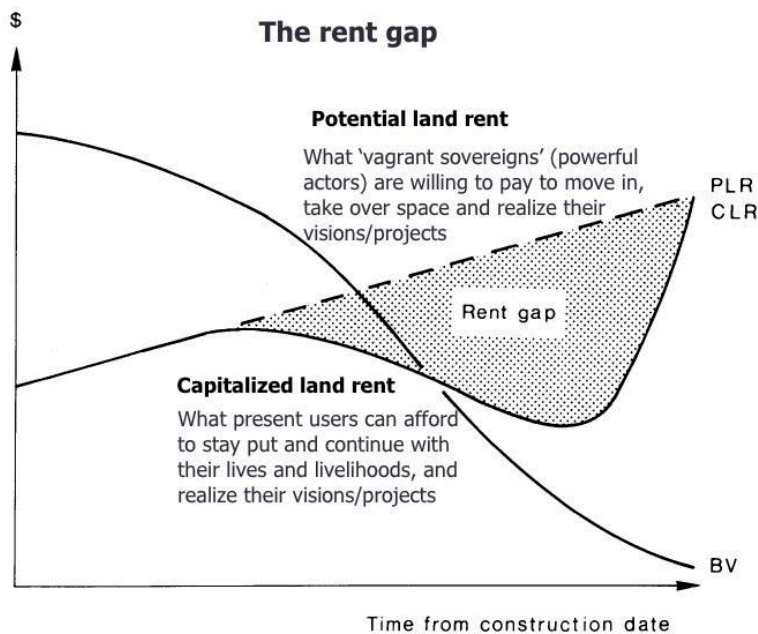 $
The rent gap
Potential land rent
What ‘vagrant sovereigns’ (powerful
actors) are willing to pay to move in,
take over space and realize their
visions/projects
PLR
CLR
Rent gap
Capitalized land rent
What present users can afford
to stay put and continue with
their lives and livelihoods, and
realize their visions/projects
BV
Time from construction date